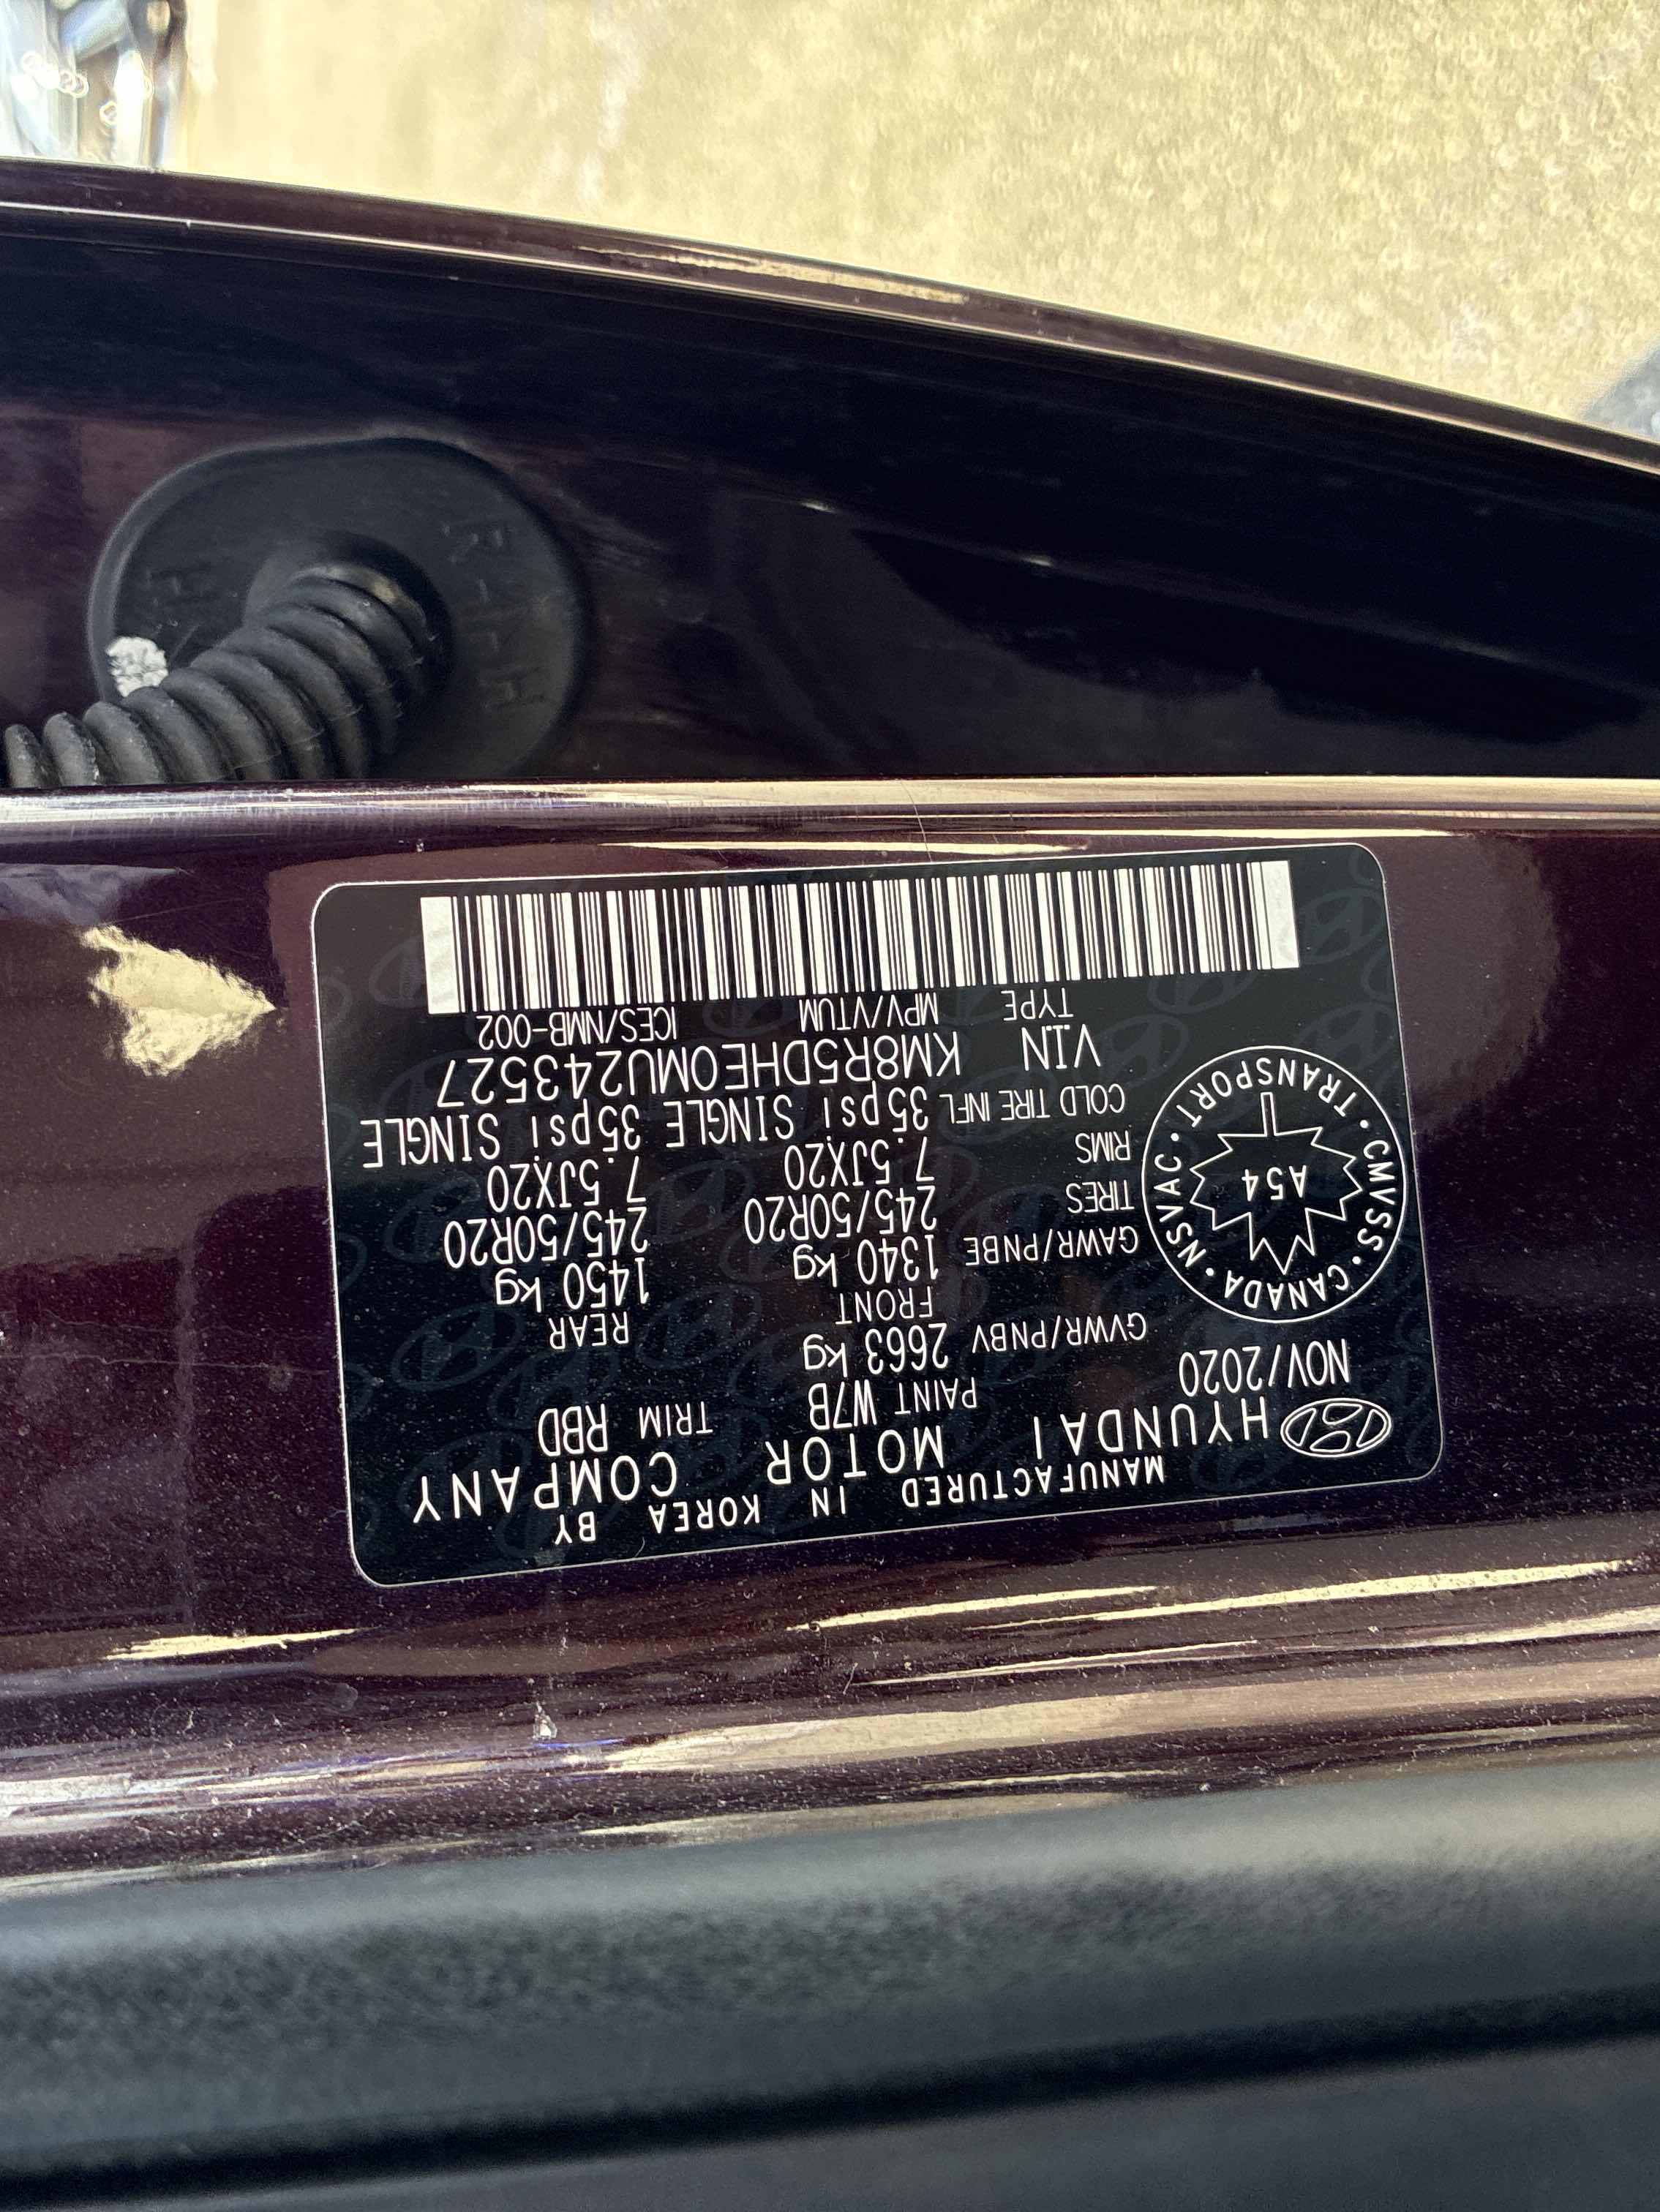 MANUFACTURED IN KOREA BY
HYUNDAI MOTOR COMPANY
NOV/2020 PAINT W7B TRIM RBD
GVWR/PNBV 2663 kg
FRONT REAR
GAWR/PNBE 1340 kg 1450 kg
TIRES 245/50R20 245/50R20
RIMS 7.5JX20 7.5JX20
COLD TIRE INFL 35psi SINGLE 35psi SINGLE
VIN KM8R5DHE0MU243527
TYPE MPV/VTUM ICES/NMB-002
CANADA • CMVSS • TRANSPORT • NSVAC •
A54
R-H